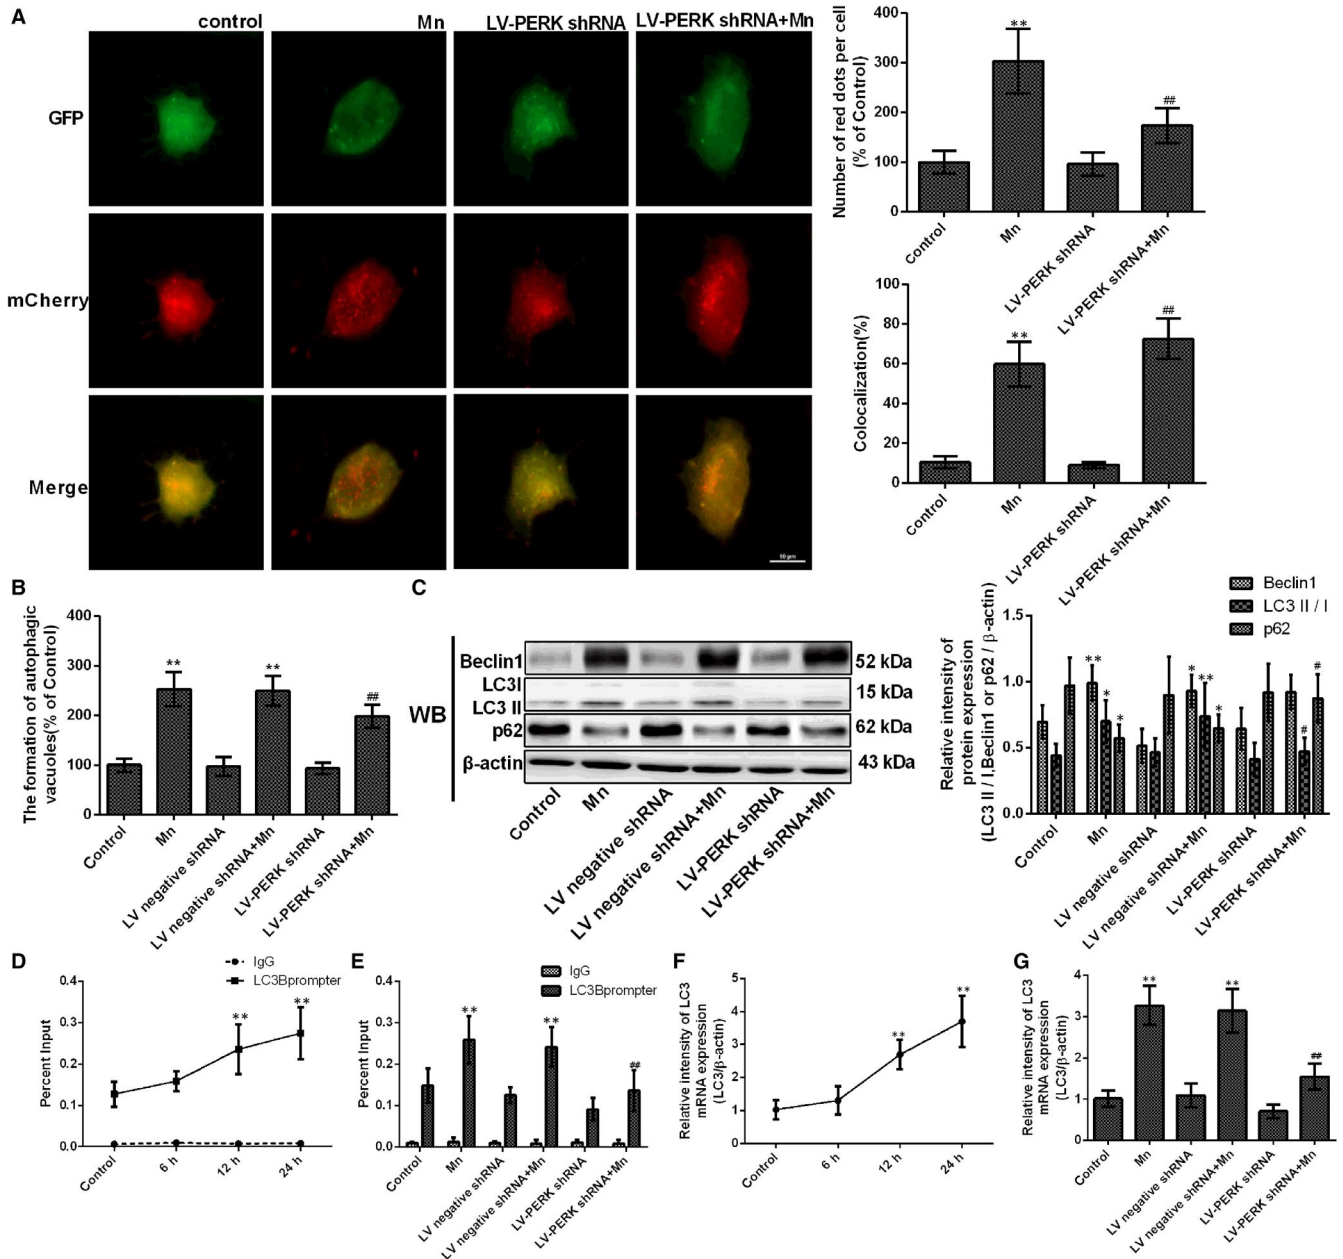 A
control
Mn
LV-PERK shRNA
LV-PERK shRNA+Mn
GFP
mCherry
Merge
10 μm
Number of red dots per cell
(% of Control)
400
300
200
100
0
**
##
Control
Mn
LV-PERK shRNA
LV-PERK shRNA+Mn
Colocalization(%)
100
80
60
40
20
0
**
##
Control
Mn
LV-PERK shRNA
LV-PERK shRNA+Mn
B
The formation of autophagic
vacuoles(% of Control)
400
300
200
100
0
**
**
##
Control
Mn
LV negative shRNA
LV negative shRNA+Mn
LV-PERK shRNA
LV-PERK shRNA+Mn
C
WB
Beclin1
52 kDa
LC3I
LC3 II
15 kDa
p62
62 kDa
β-actin
43 kDa
Control
Mn
LV negative shRNA
LV negative shRNA+Mn
LV-PERK shRNA
LV-PERK shRNA+Mn
Beclin1
LC3 II / I
p62
Relative intensity of
protein expression
(LC3 II / I,Beclin1 or p62 / β-actin)
1.5
1.0
0.5
0.0
**
*
*
*
**
*
#
#
Control
Mn
LV negative shRNA
LV negative shRNA+Mn
LV-PERK shRNA
LV-PERK shRNA+Mn
D
IgG
LC3Bprompter
Percent Input
0.4
0.3
0.2
0.1
0.0
**
**
Control
6 h
12 h
24 h
E
IgG
LC3Bprompter
Percent Input
0.4
0.3
0.2
0.1
0.0
**
**
##
Control
Mn
LV negative shRNA
LV negative shRNA+Mn
LV-PERK shRNA
LV-PERK shRNA+Mn
F
Relative intensity of LC3
mRNA expression
(LC3/β-actin)
5
4
3
2
1
0
**
**
Control
6 h
12 h
24 h
G
Relative intensity of LC3
mRNA expression
(LC3/β-actin)
4
3
2
1
0
**
**
##
Control
Mn
LV negative shRNA
LV negative shRNA+Mn
LV-PERK shRNA
LV-PERK shRNA+Mn